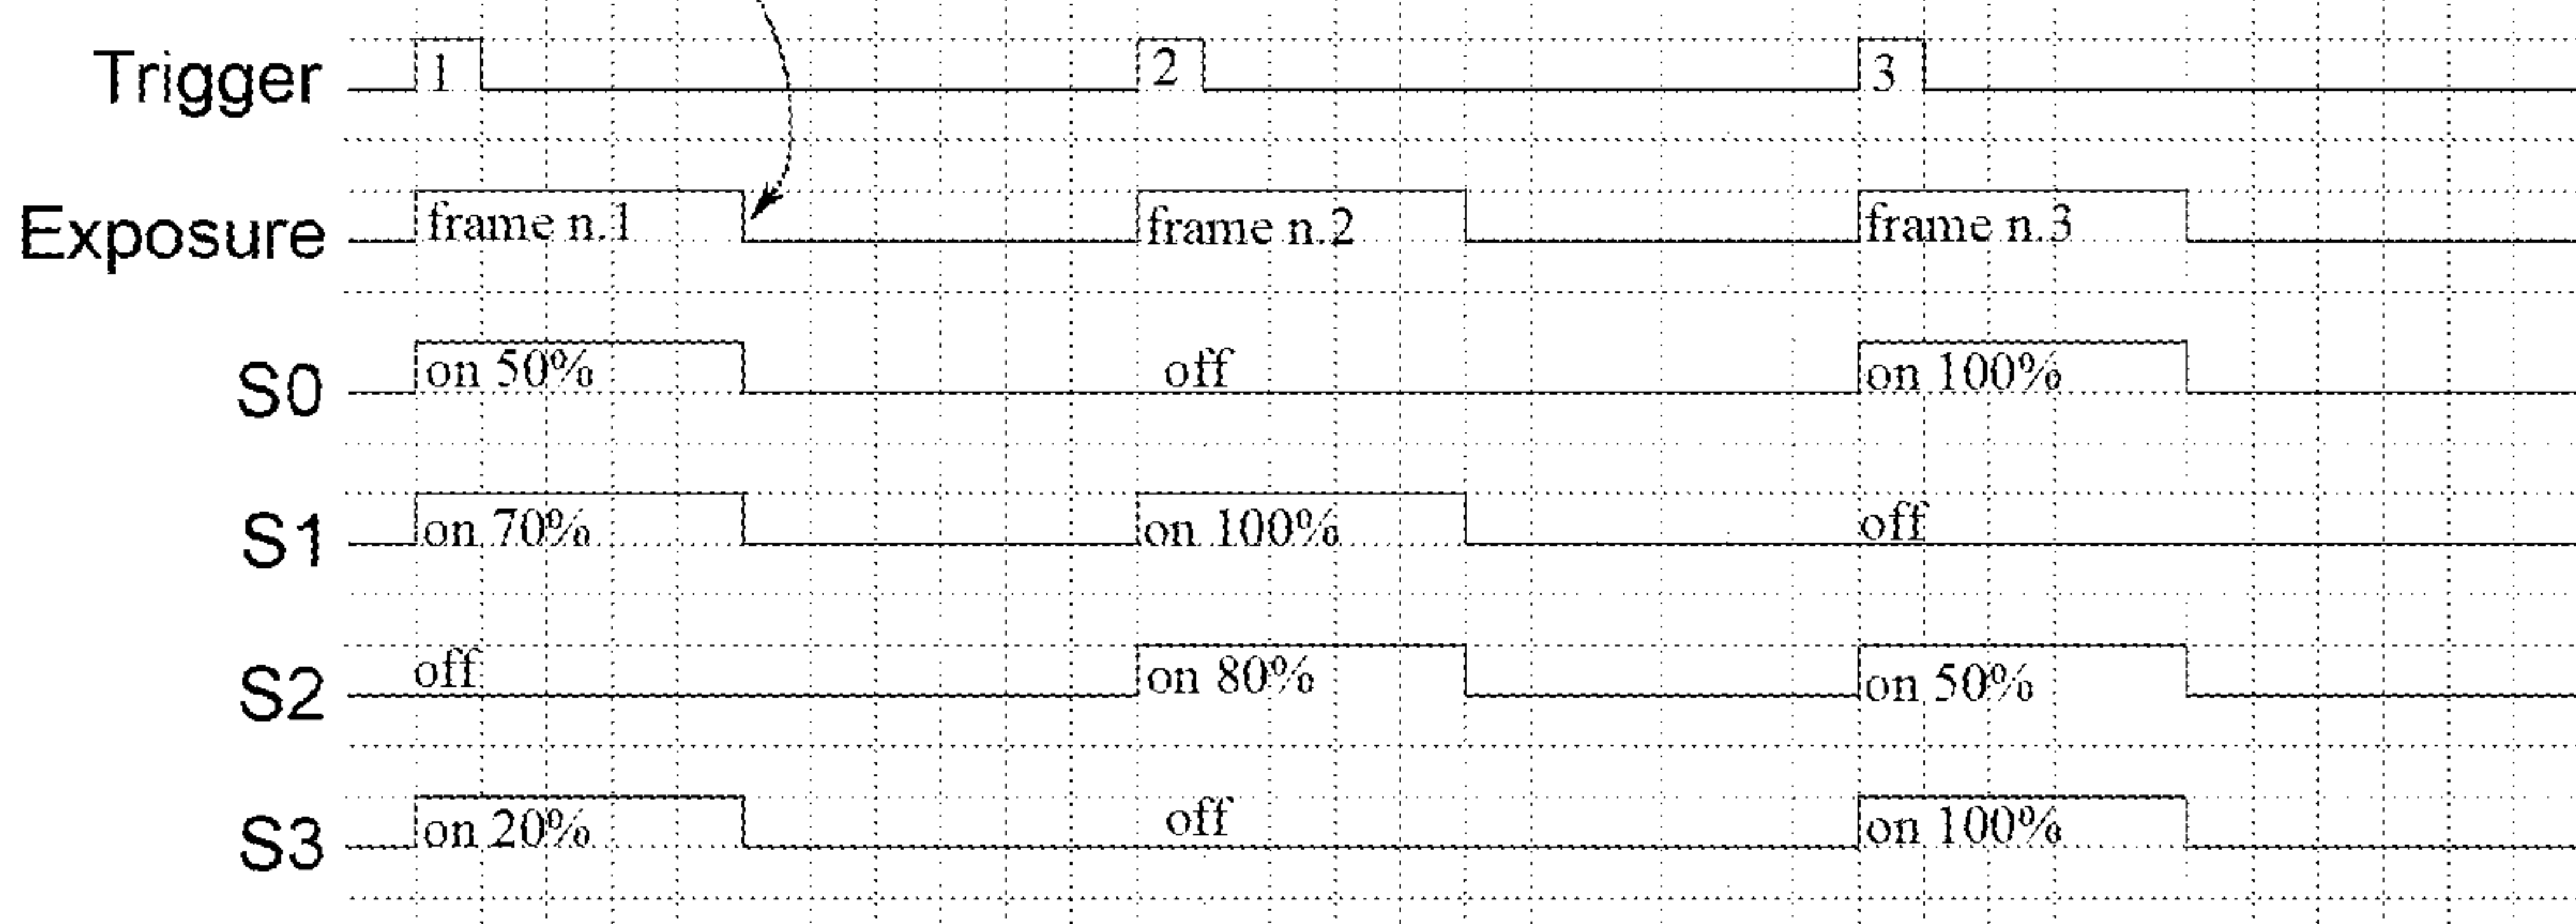 Trigger 1 2 3
Exposure frame n.1 frame n.2 frame n.3
S0 on 50% off on 100%
S1 on 70% on 100% off
S2 off on 80% on 50%
S3 on 20% off on 100%